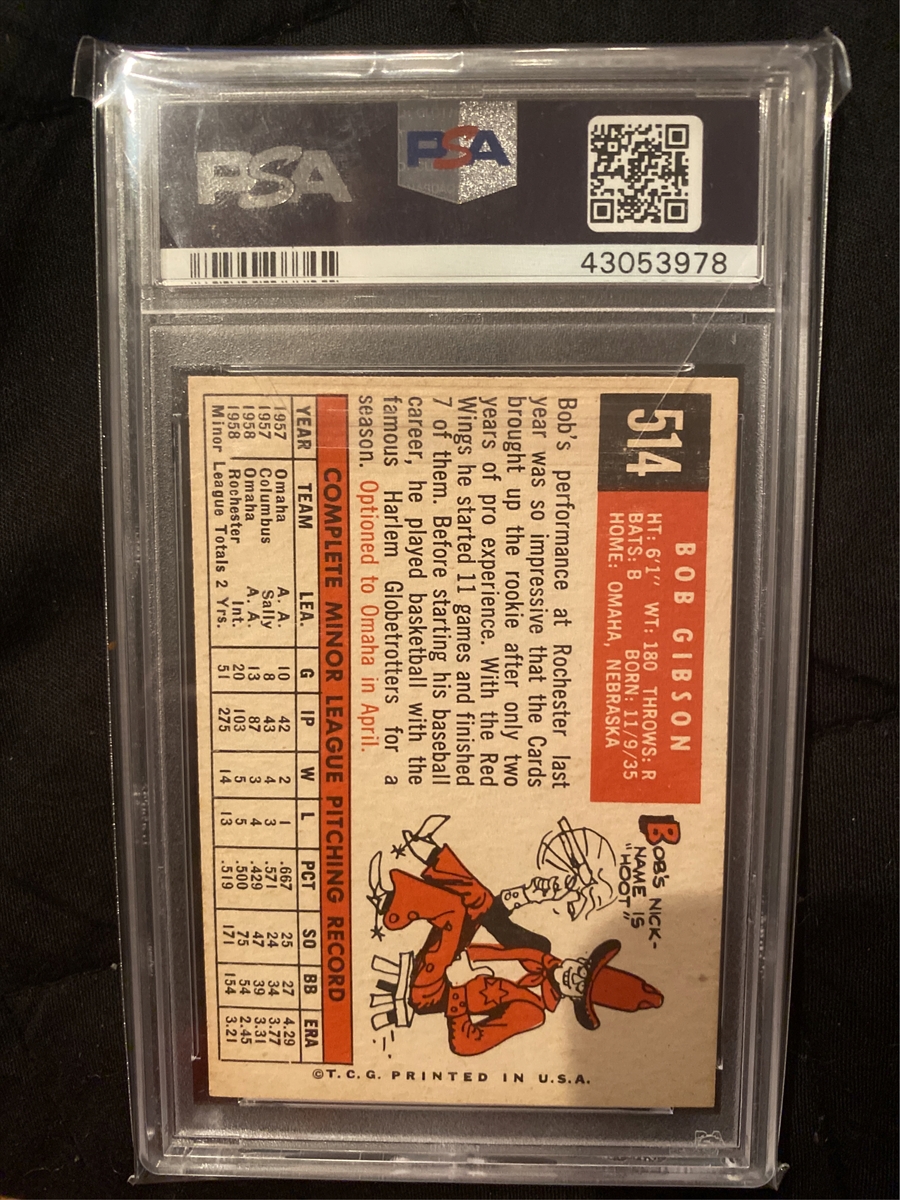 PSA
PSA
43053978
514
BOB GIBSON
HT: 6'1" WT: 180 THROWS: R
BATS: B BORN: 11/9/35
HOME: OMAHA, NEBRASKA
Bob's performance at Rochester last
year was so impressive that the Cards
brought up the rookie after only two
years of pro experience. With the Red
Wings he started 11 games and finished
7 of them. Before starting his baseball
career, he played basketball with the
famous Harlem Globetrotters for a
season. Optioned to Omaha in April.
BOB'S NICK-
NAME IS
"HOOT"
COMPLETE MINOR LEAGUE PITCHING RECORD
YEAR TEAM LEA. G IP W L PCT SO BB ERA
1957 Omaha A. A. 10 42 2 1 .667 25 27 4.29
1957 Columbus Sally 8 43 4 3 .571 24 34 3.77
1958 Omaha A. A. 13 87 3 4 .429 47 39 3.31
1958 Rochester Int. 20 103 5 5 .500 75 54 2.45
Minor League Totals 2 Yrs. 51 275 14 13 .519 171 154 3.21
©T.C.G. PRINTED IN U.S.A.